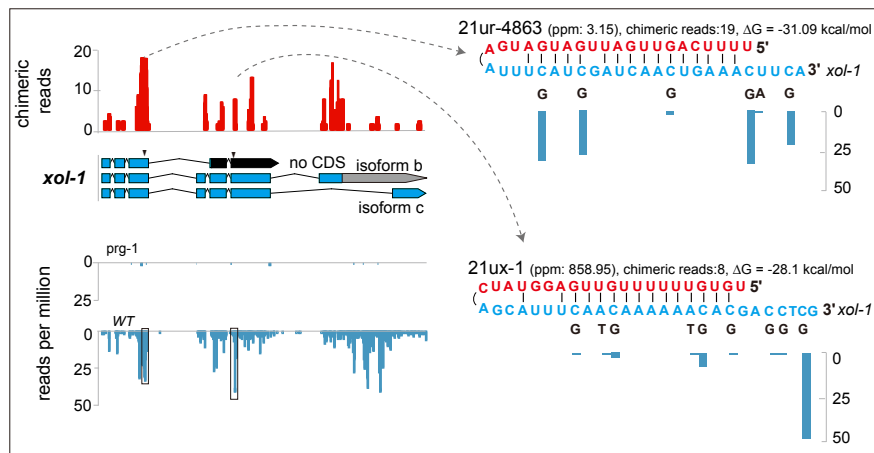 20
10
0
chimeric
reads
no CDS
isoform b
xol-1
isoform c
prg-1
0
25
WT
0
25
50
reads per million
21ur-4863 (ppm: 3.15), chimeric reads:19, ΔG = -31.09 kcal/mol
AGUAGUAGUUAGUUGACUUUU 5'
AUUUCAUCGAUCAACUGAAACUUCA 3' xol-1
G G G GA G
0
25
50
21ux-1 (ppm: 858.95), chimeric reads:8, ΔG = -28.1 kcal/mol
CUAUGGAGUUGUUUUUUGUGU 5'
AGCAUUUCAACAAAAAACACGACCTCG 3' xol-1
G TG TG G GG G
0
25
50